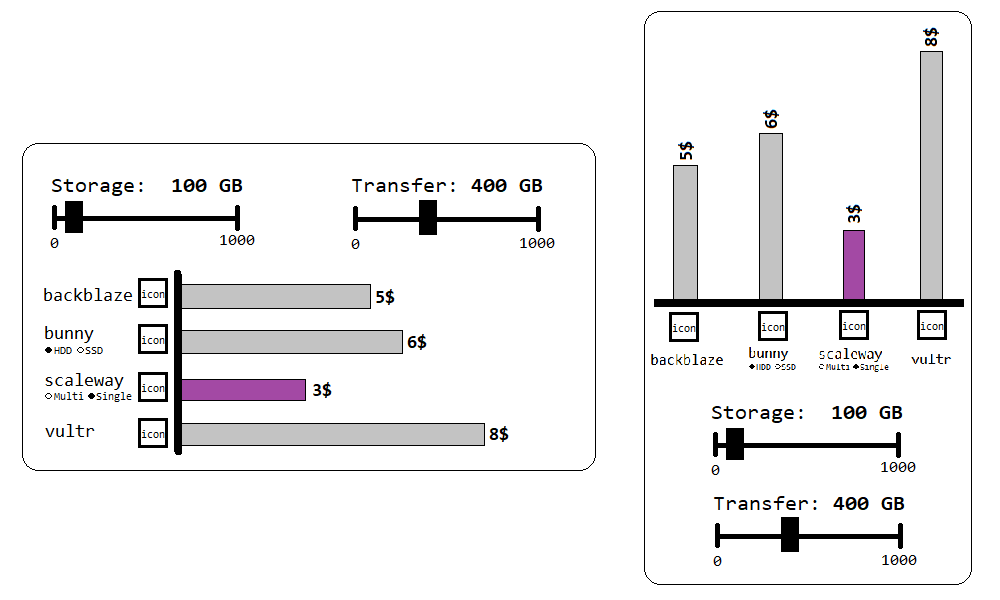 Storage: 100 GB
0 1000
Transfer: 400 GB
0 1000
backblaze icon 5$
bunny icon 6$
HDD SSD
scaleway icon 3$
Multi Single
vultr icon 8$
5$ 6$ 3$ 8$
icon icon icon icon
backblaze bunny scaleway vultr
HDD SSD Multi Single
Storage: 100 GB
0 1000
Transfer: 400 GB
0 1000